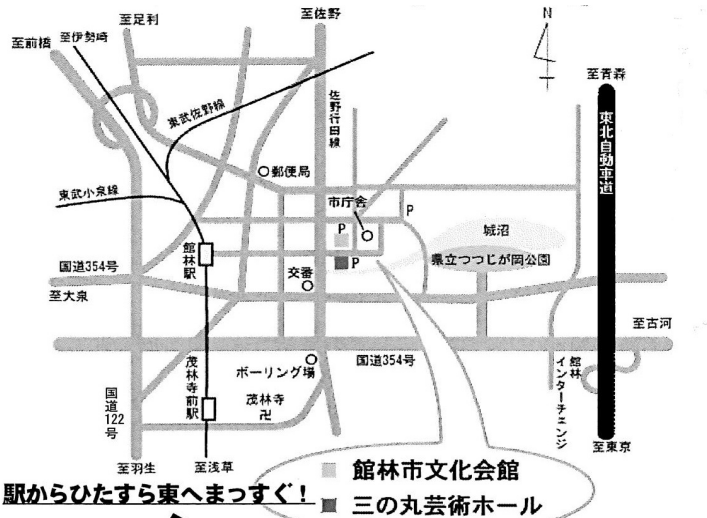 至足利
至佐野
N
至前橋
至伊勢崎
至青森
東武佐野線
佐野行田線
東北自動車道
郵便局
東武小泉線
市庁舎
P
P
城沼
館林駅
県立つつじが岡公園
P
国道354号
交番
至大泉
至古河
国道354号
ボーリング場
館林インターチェンジ
茂林寺前駅
茂林寺
卍
国道122号
至羽生
至浅草
至東京
館林市文化会館
駅からひたすら東へまっすぐ!
三の丸芸術ホール